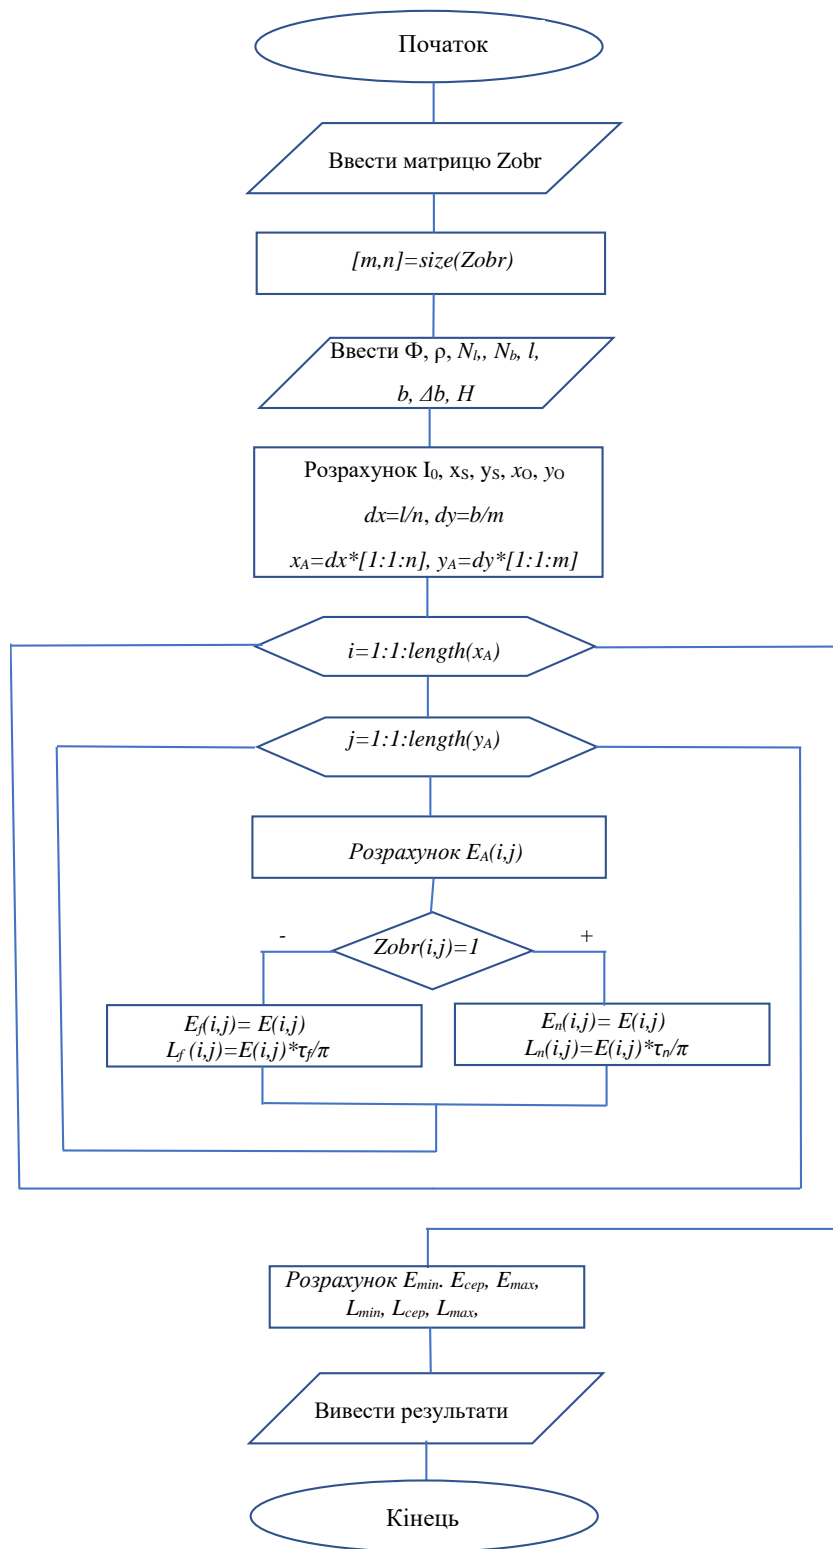 Початок
Ввести матрицю Zobr
[m,n]=size(Zobr)
Ввести Ф, ρ, Nl,, Nb, l,
b, Δb, H
Розрахунок I0, xS, yS, xO, yO
dx=l/n, dy=b/m
xA=dx*[1:1:n], yA=dy*[1:1:m]
i=1:1:length(xA)
j=1:1:length(yA)
Розрахунок EA(i,j)
-
Zobr(i,j)=1
+
Ef(i,j)= E(i,j)
Lf (i,j)=E(i,j)*τf/π
En(i,j)= E(i,j)
Ln(i,j)=E(i,j)*τn/π
Розрахунок Emin. Eсер, Emax,
Lmin, Lсер, Lmax,
Вивести результати
Кінець